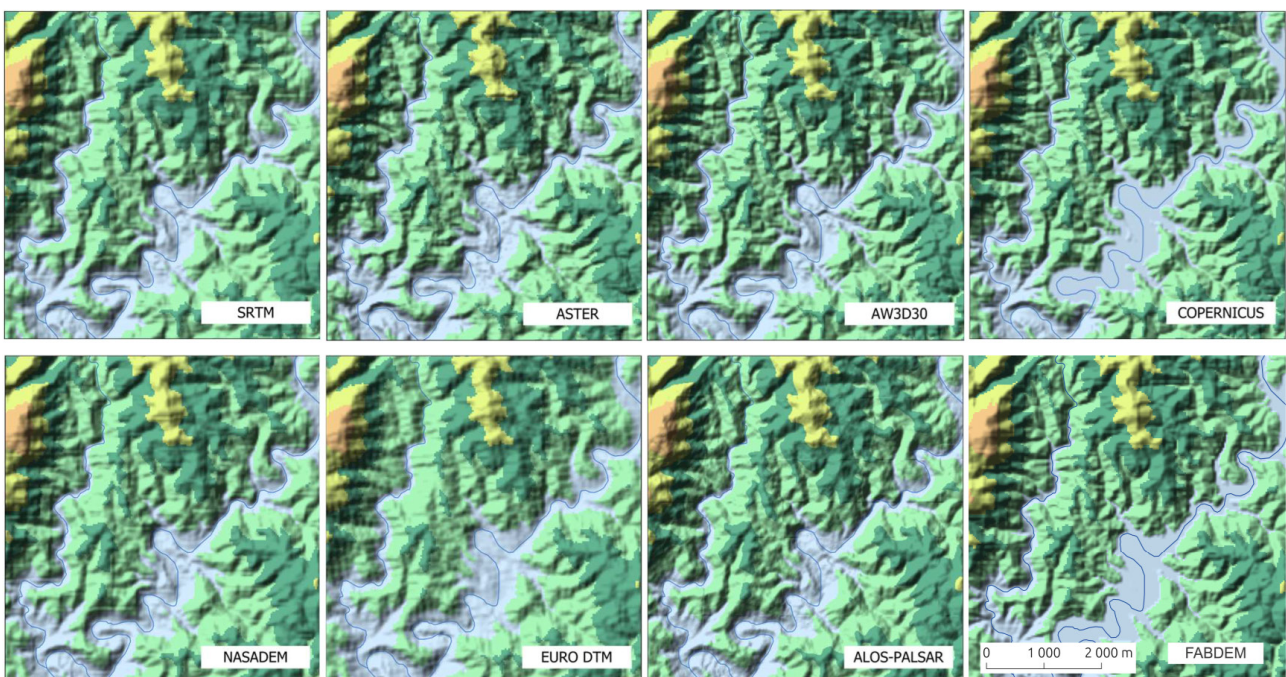 SRTM
ASTER
AW3D30
COPERNICUS
NASADEM
EURO DTM
ALOS-PALSAR
FABDEM
0 1 000 2 000 m